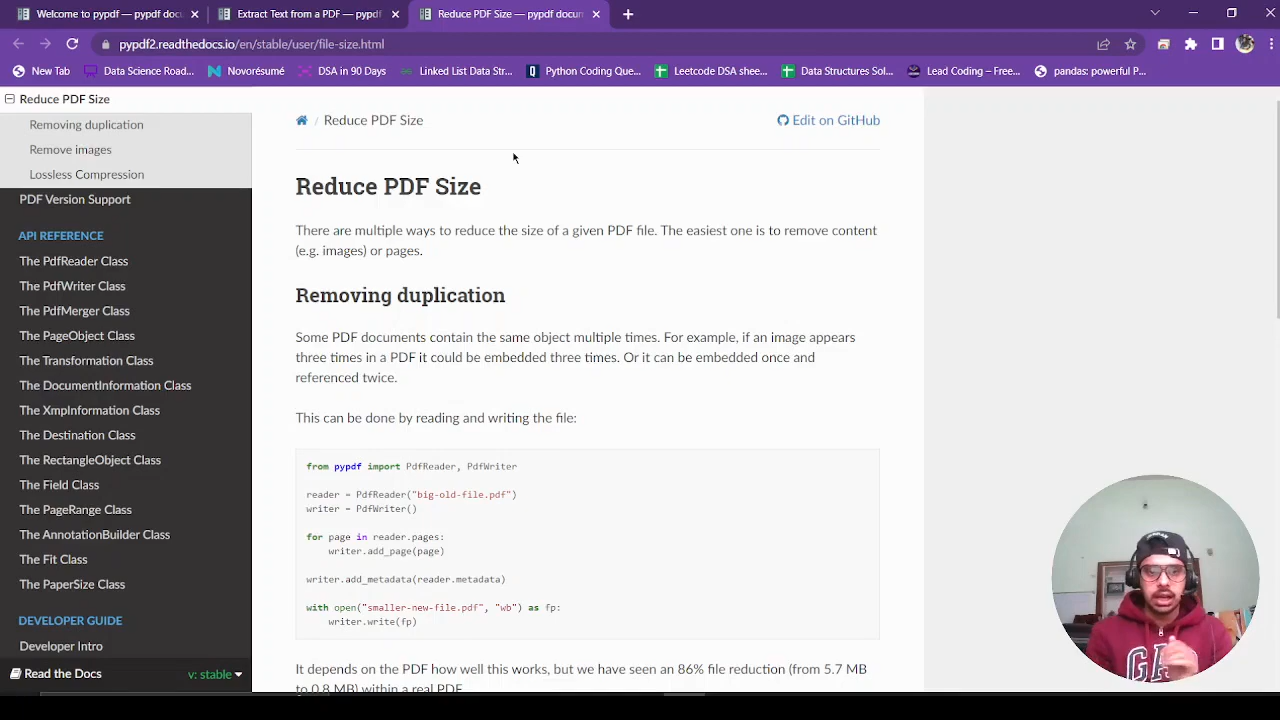 Welcome to pypdf — pypdf doc
Extract Text from a PDF — pypdf
Reduce PDF Size — pypdf docum
pypdf2.readthedocs.io/en/stable/user/file-size.html
New Tab
Data Science Road...
Novorésumé
DSA in 90 Days
Linked List Data Str...
Python Coding Que...
Leetcode DSA shee...
Data Structures Sol...
Lead Coding – Free...
pandas: powerful P...
Reduce PDF Size
Removing duplication
Remove images
Lossless Compression
PDF Version Support
API REFERENCE
The PdfReader Class
The PdfWriter Class
The PdfMerger Class
The PageObject Class
The Transformation Class
The DocumentInformation Class
The XmpInformation Class
The Destination Class
The RectangleObject Class
The Field Class
The PageRange Class
The AnnotationBuilder Class
The Fit Class
The PaperSize Class
DEVELOPER GUIDE
Developer Intro
Read the Docs
v: stable
/ Reduce PDF Size
Edit on GitHub
Reduce PDF Size
There are multiple ways to reduce the size of a given PDF file. The easiest one is to remove content
(e.g. images) or pages.
Removing duplication
Some PDF documents contain the same object multiple times. For example, if an image appears
three times in a PDF it could be embedded three times. Or it can be embedded once and
referenced twice.
This can be done by reading and writing the file:
from pypdf import PdfReader, PdfWriter
reader = PdfReader("big-old-file.pdf")
writer = PdfWriter()
for page in reader.pages:
    writer.add_page(page)
writer.add_metadata(reader.metadata)
with open("smaller-new-file.pdf", "wb") as fp:
    writer.write(fp)
It depends on the PDF how well this works, but we have seen an 86% file reduction (from 5.7 MB
to 0.8 MB) within a real PDF.